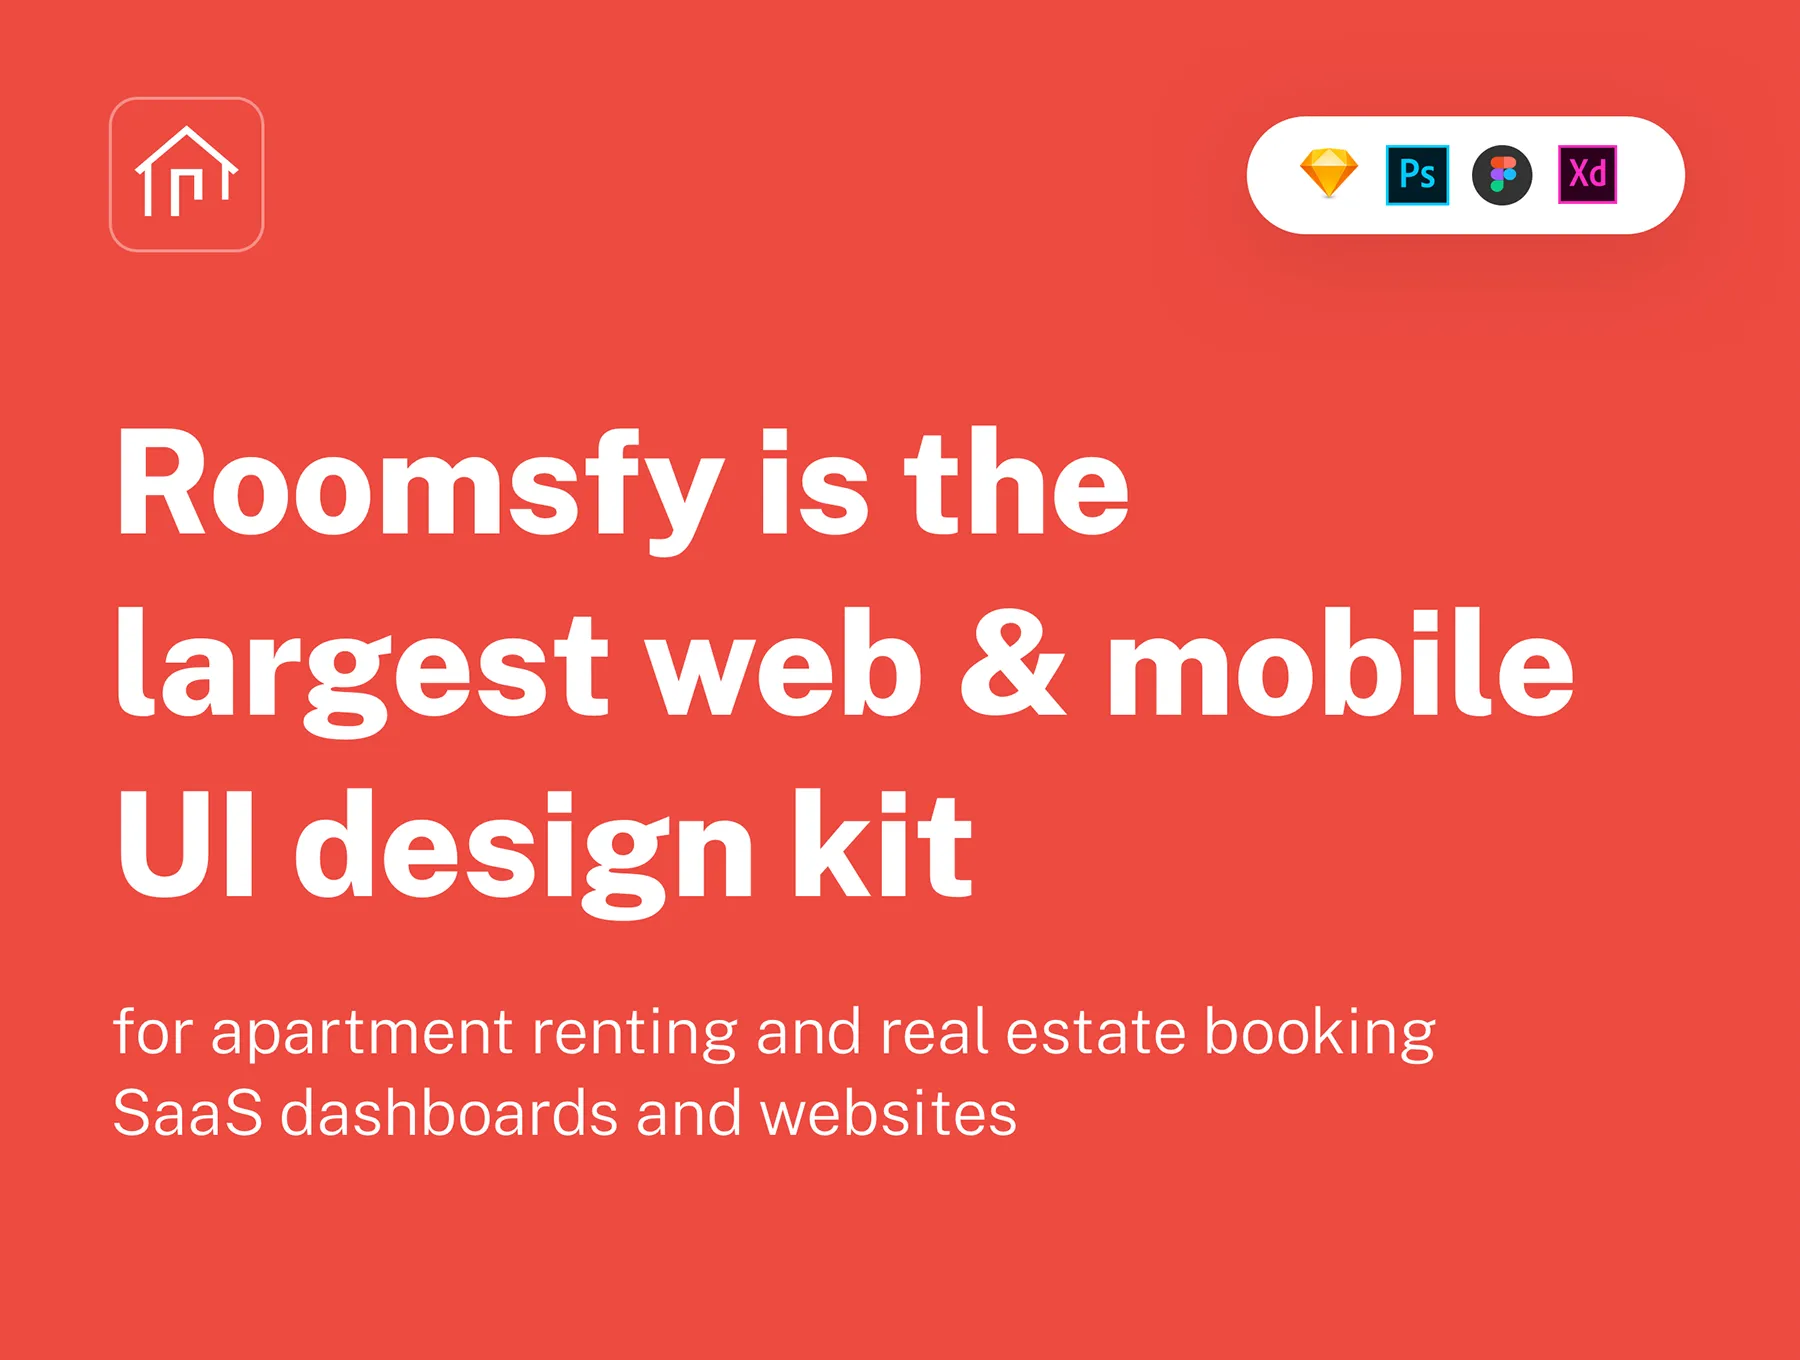 Ps Xd
Roomsfy is the
largest web & mobile
UI design kit
for apartment renting and real estate booking
SaaS dashboards and websites